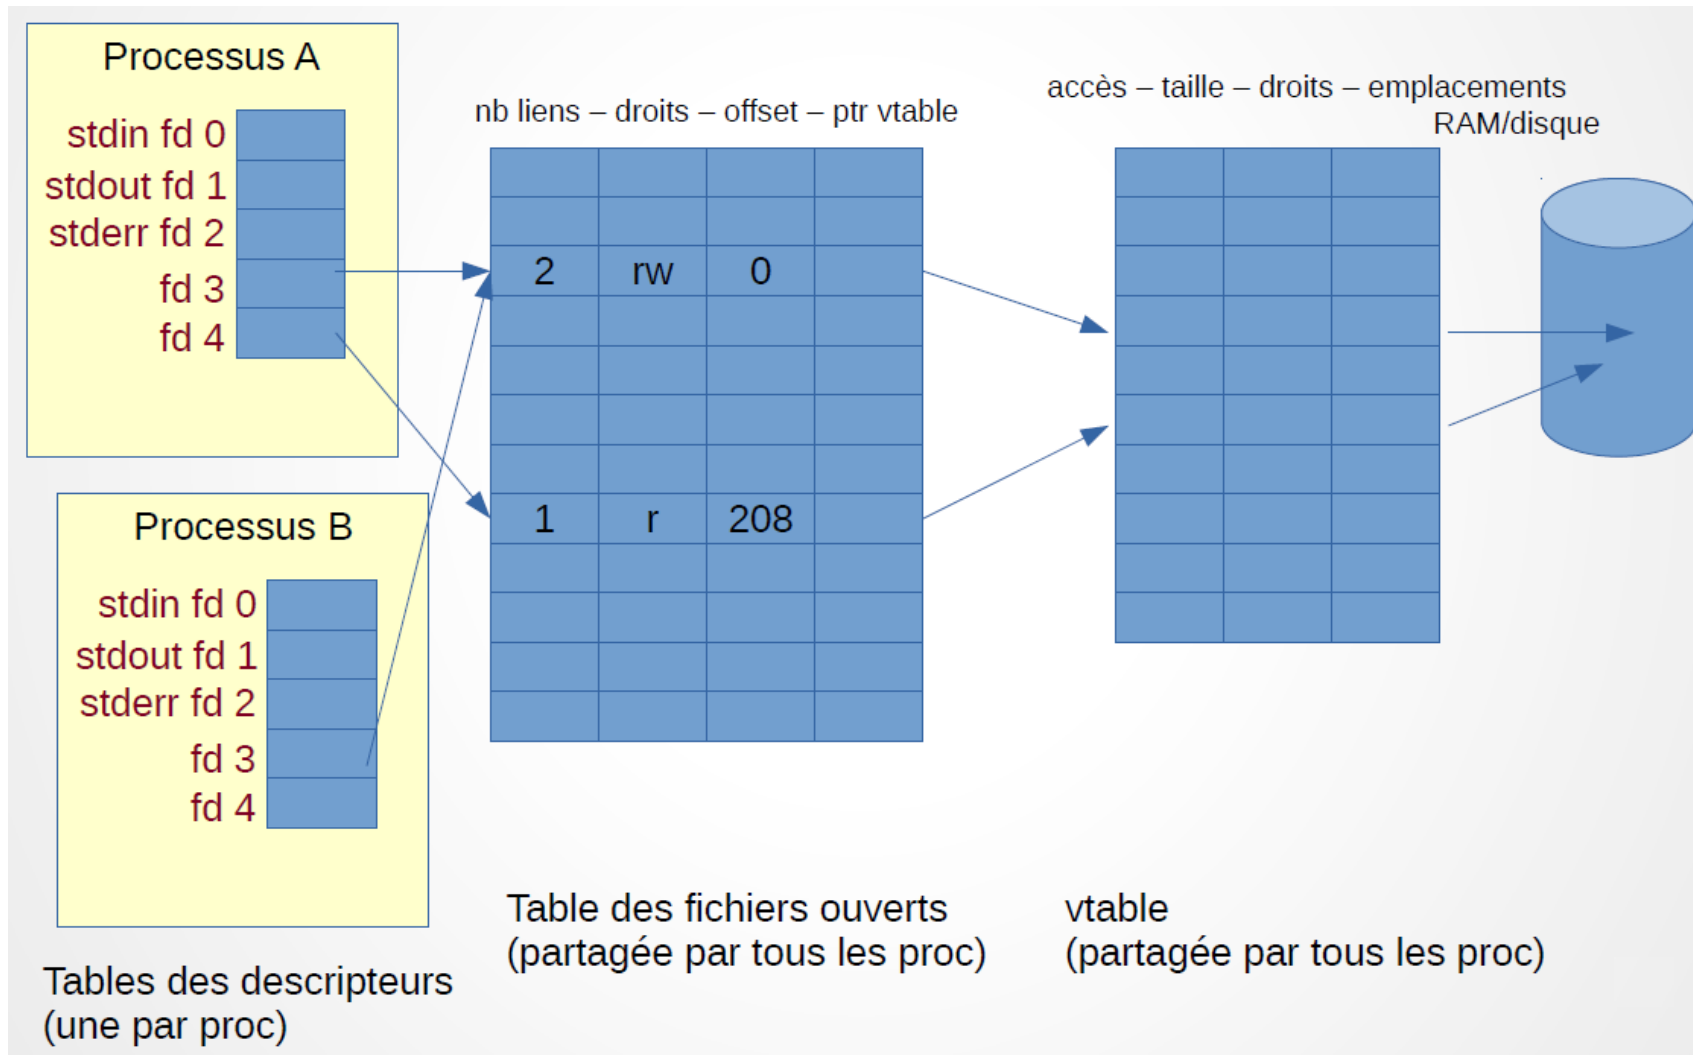 Processus A
stdin fd 0
stdout fd 1
stderr fd 2
fd 3
fd 4
Processus B
stdin fd 0
stdout fd 1
stderr fd 2
fd 3
fd 4
Tables des descripteurs
(une par proc)
nb liens – droits – offset – ptr vtable
2 rw 0
1 r 208
Table des fichiers ouverts
(partagée par tous les proc)
accès – taille – droits – emplacements
RAM/disque
vtable
(partagée par tous les proc)